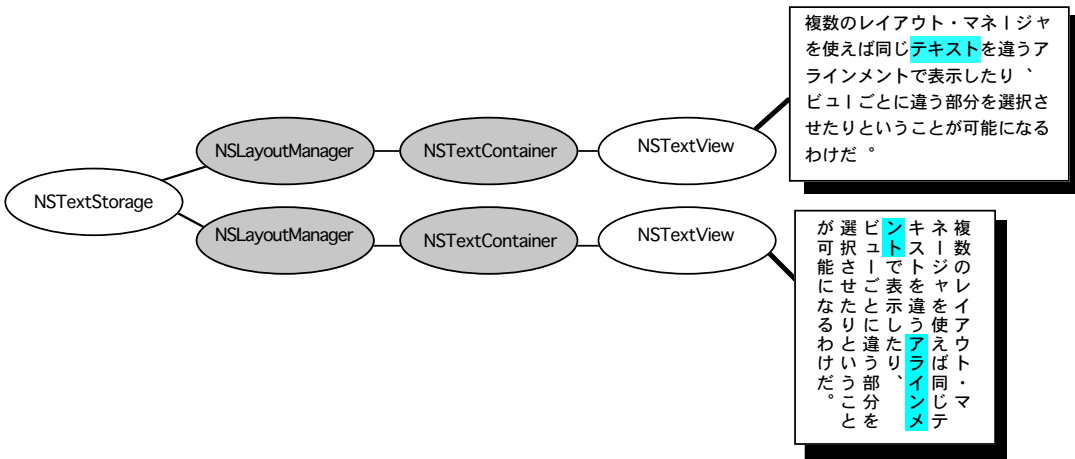 NSTextStorage
NSLayoutManager
NSTextContainer
NSTextView
複数のレイアウト・マネージャ
を使えば同じテキストを違うア
ラインメントで表示したり、
ビューごとに違う部分を選択さ
せたりということが可能になる
わけだ。
NSLayoutManager
NSTextContainer
NSTextView
複数のレイアウト・マ
ネージャを使えば同じテ
キストを違うアラインメ
ントで表示したり、
ビューごとに違う部分を
選択させたりということ
が可能になるわけだ。